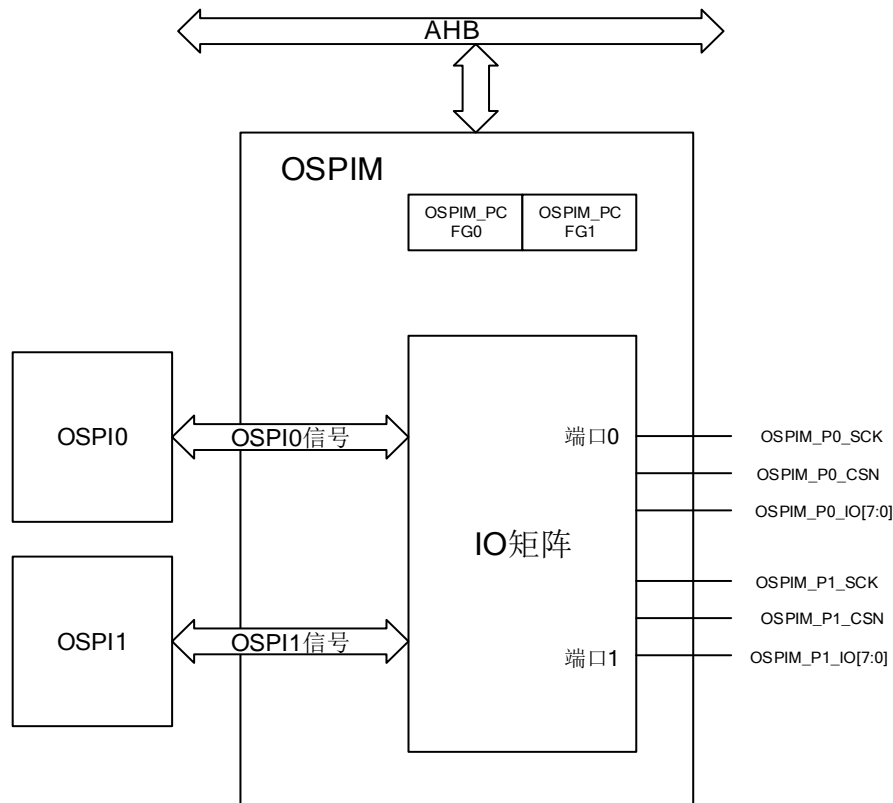 AHB
OSPIM
OSPIM_PC
FG0
OSPIM_PC
FG1
OSPI0
OSPI0信号
端口0
OSPIM_P0_SCK
OSPIM_P0_CSN
OSPIM_P0_IO[7:0]
IO矩阵
OSPIM_P1_SCK
OSPIM_P1_CSN
OSPI1
OSPI1信号
端口1
OSPIM_P1_IO[7:0]